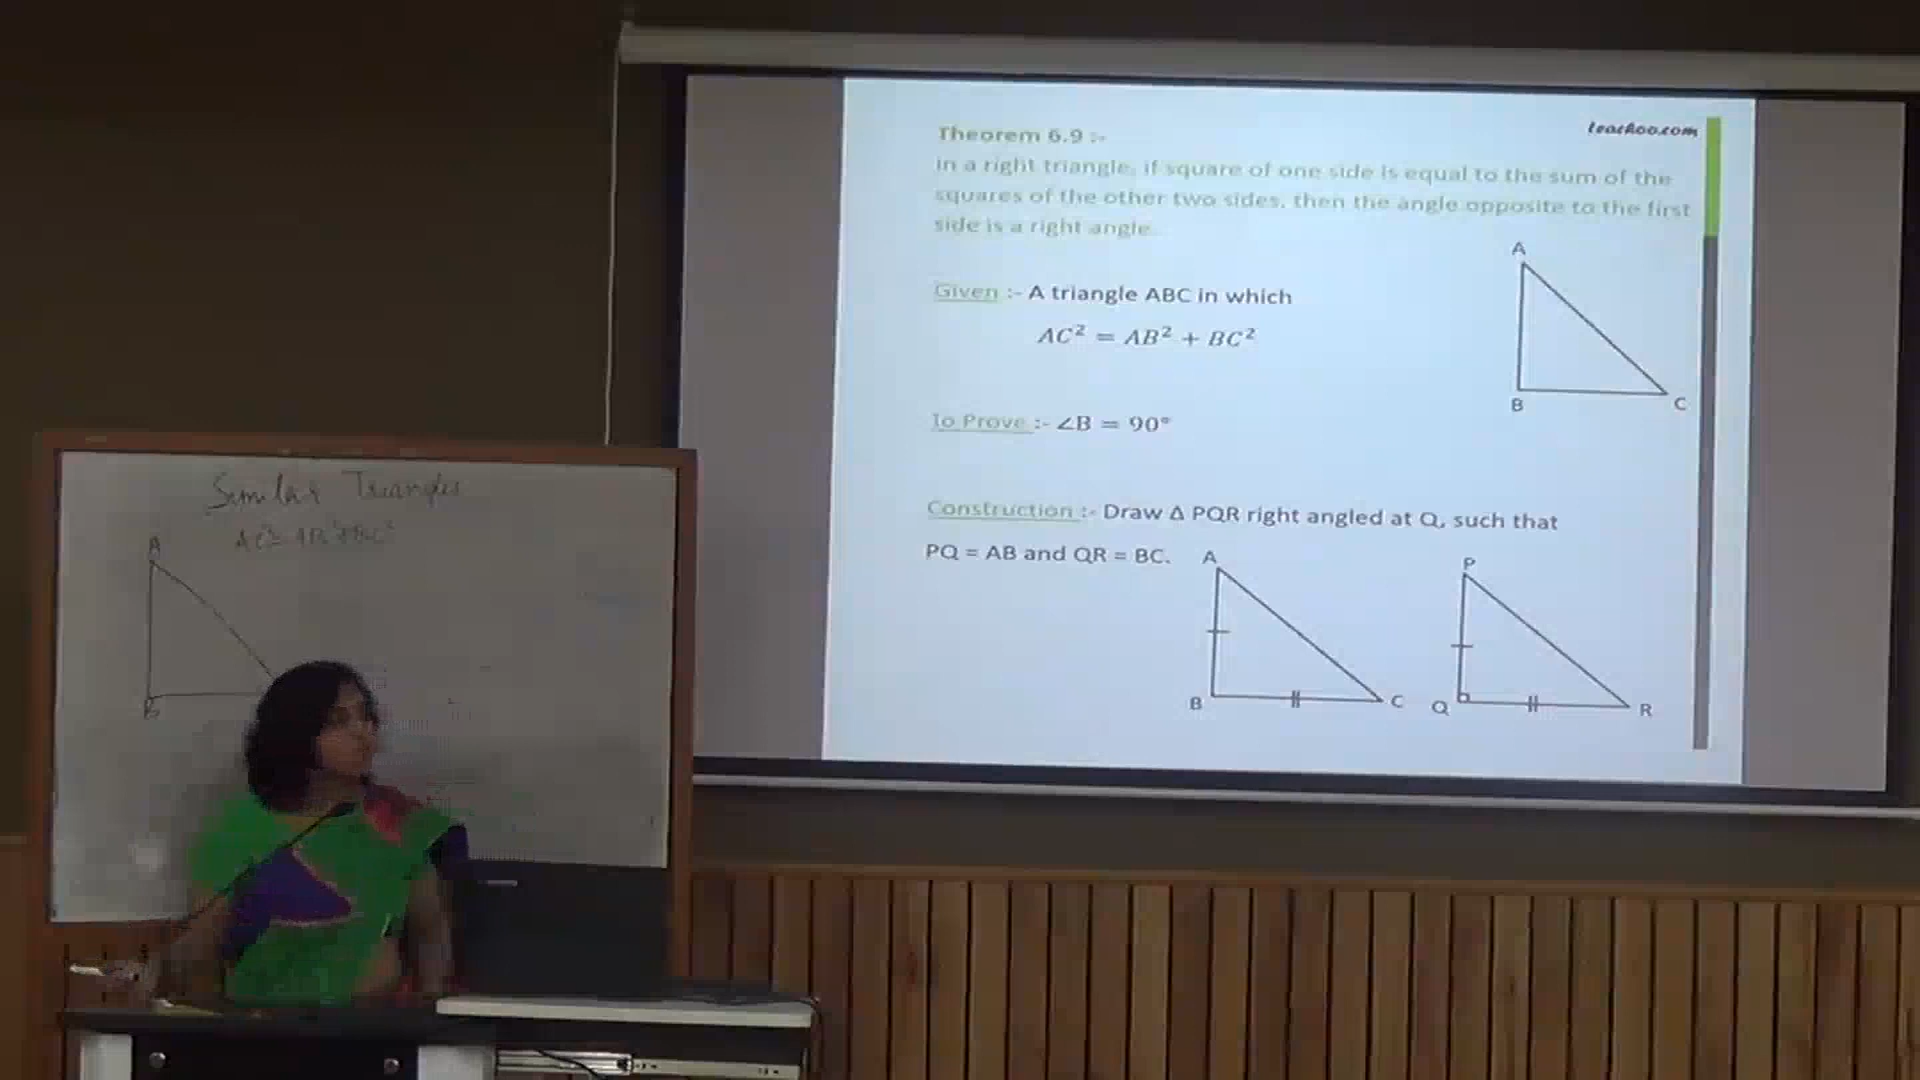 teachoo.com
Theorem 6.9 :-
In a right triangle, if square of one side is equal to the sum of the
squares of the other two sides, then the angle opposite to the first
side is a right angle.
A
Given :- A triangle ABC in which
AC² = AB² + BC²
B
C
To Prove :- ∠B = 90°
Construction :- Draw Δ PQR right angled at Q, such that
PQ = AB and QR = BC.
A
P
B
C
Q
R
Similar Triangles
AC² = AB² + BC²
A
B